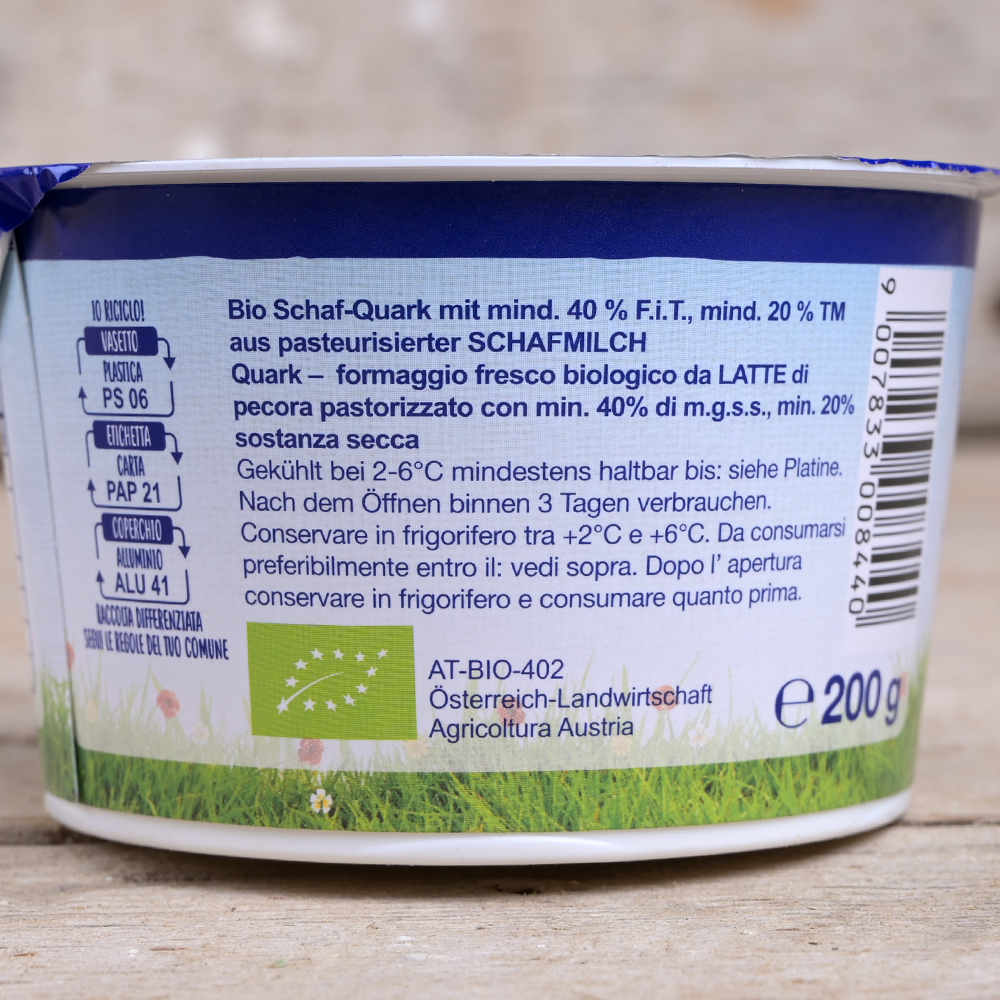 IO RICICLO!
VASETTO
PLASTICA
PS 06
ETICHETTA
CARTA
PAP 21
COPERCHIO
ALLUMINIO
ALU 41
RACCOLTA DIFFERENZIATA
SEGUI LE REGOLE DEL TUO COMUNE
Bio Schaf-Quark mit mind. 40 % F.i.T., mind. 20 % TM
aus pasteurisierter SCHAFMILCH
Quark – formaggio fresco biologico da LATTE di
pecora pastorizzato con min. 40% di m.g.s.s., min. 20%
sostanza secca
Gekühlt bei 2-6°C mindestens haltbar bis: siehe Platine.
Nach dem Öffnen binnen 3 Tagen verbrauchen.
Conservare in frigorifero tra +2°C e +6°C. Da consumarsi
preferibilmente entro il: vedi sopra. Dopo l' apertura
conservare in frigorifero e consumare quanto prima.
AT-BIO-402
Österreich-Landwirtschaft
Agricoltura Austria
℮ 200 g
9 007833 008440